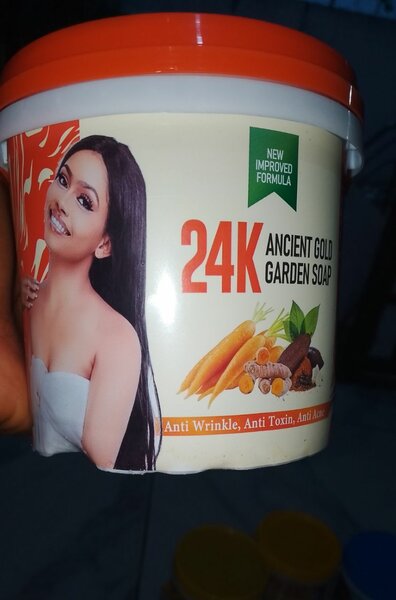 NEW
IMPROVED
FORMULA
24K
ANCIENT GOLD
GARDEN SOAP
Anti Wrinkle, Anti Toxin, Anti Acne